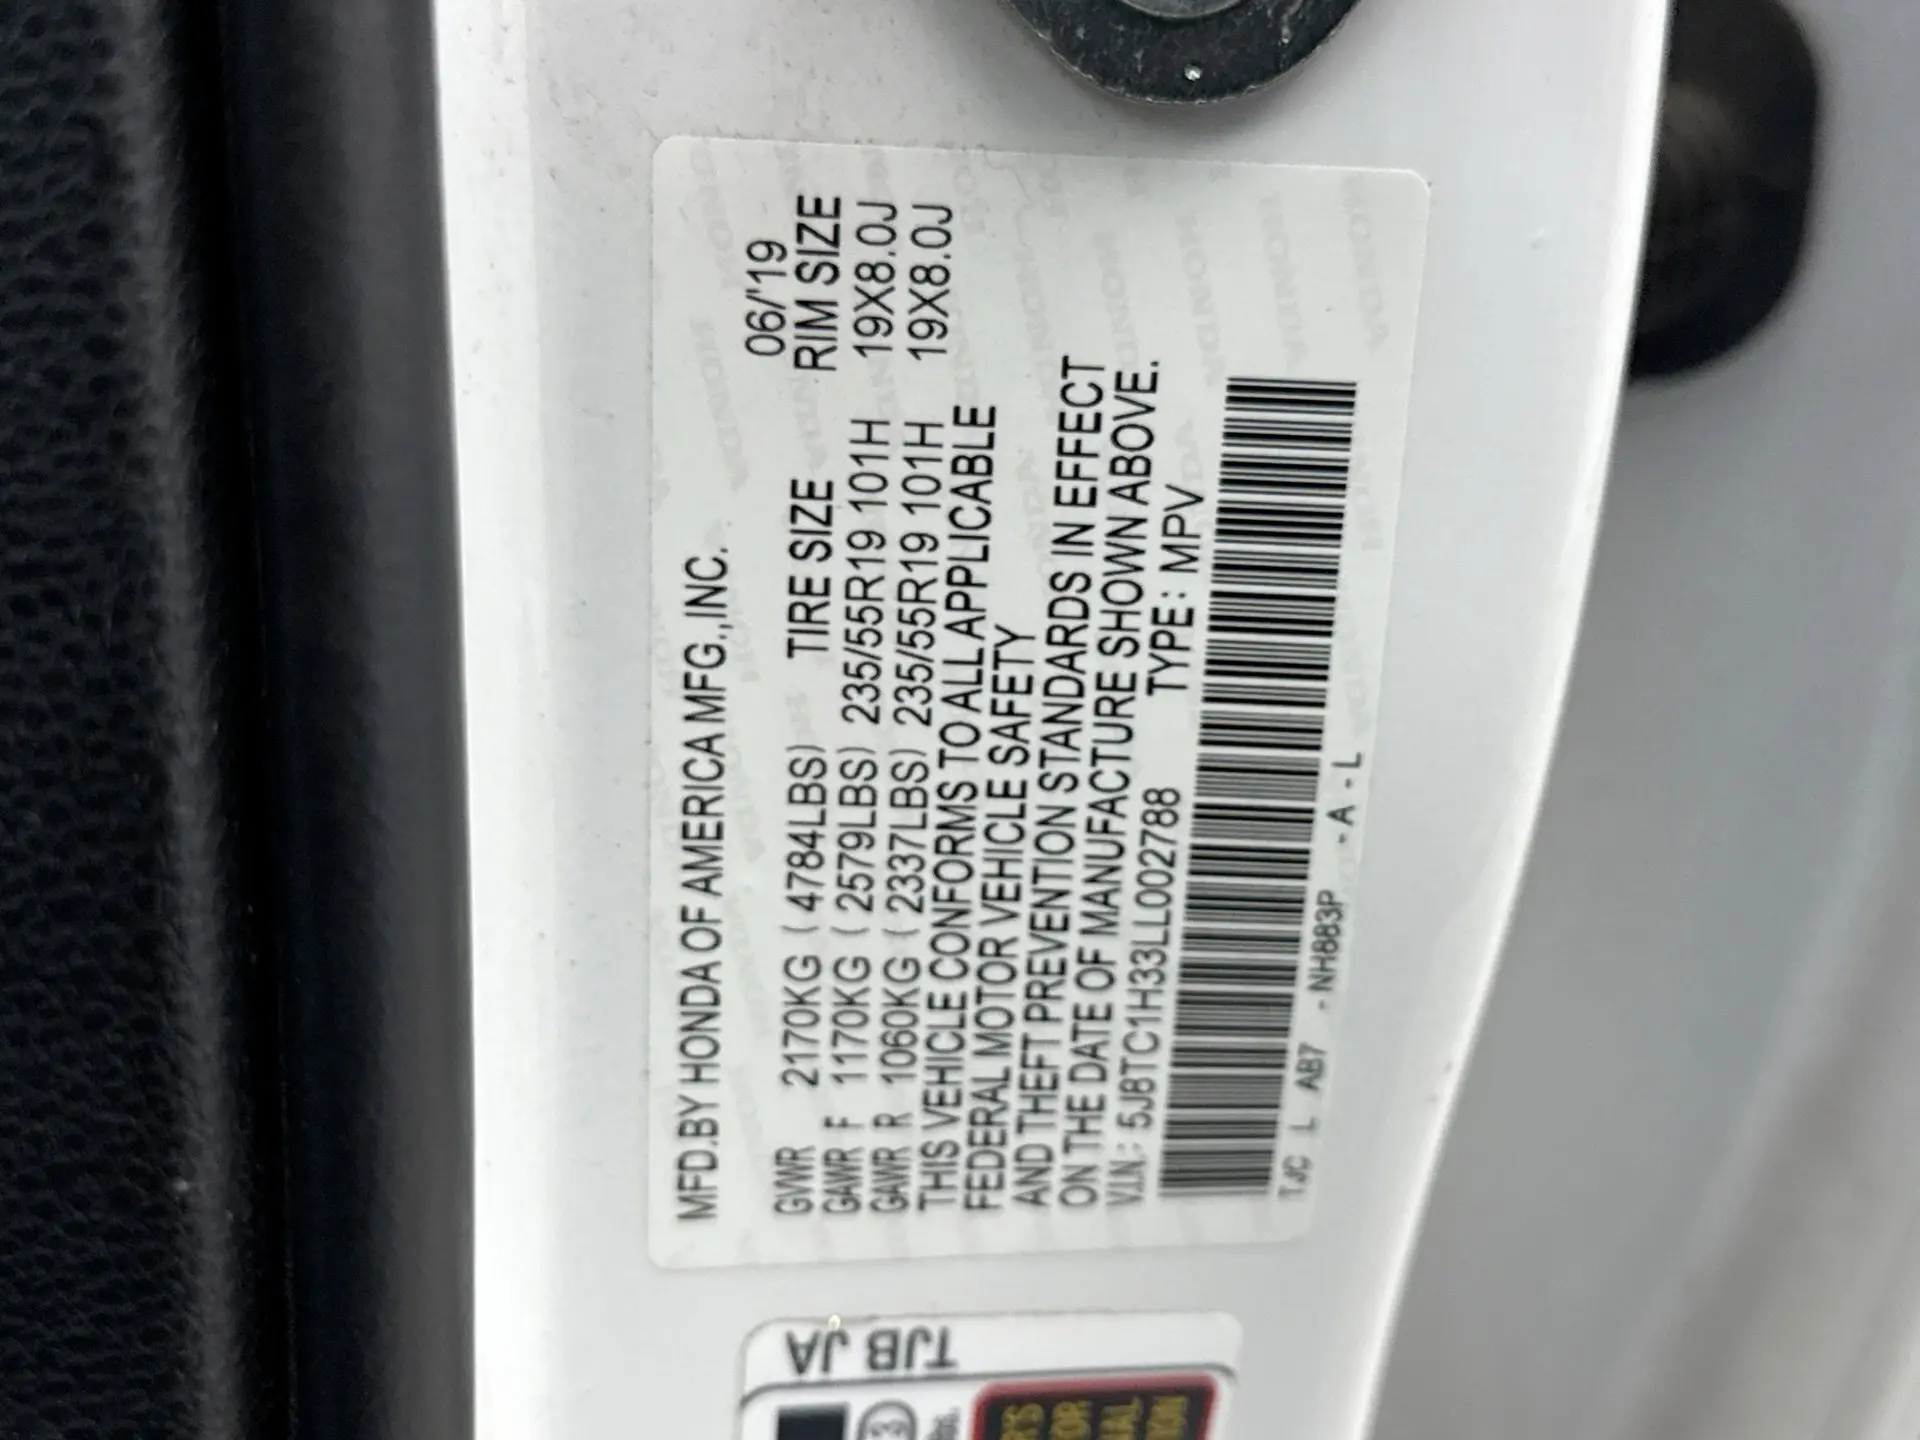 MFD.BY HONDA OF AMERICA MFG.,INC.
06/'19
GVWR 2170KG ( 4784LBS) TIRE SIZE RIM SIZE
GAWR F 1170KG ( 2579LBS) 235/55R19 101H 19X8.0J
GAWR R 1060KG ( 2337LBS) 235/55R19 101H 19X8.0J
THIS VEHICLE CONFORMS TO ALL APPLICABLE
FEDERAL MOTOR VEHICLE SAFETY
AND THEFT PREVENTION STANDARDS IN EFFECT
ON THE DATE OF MANUFACTURE SHOWN ABOVE.
V.I.N.: 5J8TC1H33LL002788 TYPE: MPV
TJC L AB7 - NH883P - A - L
TJB JA